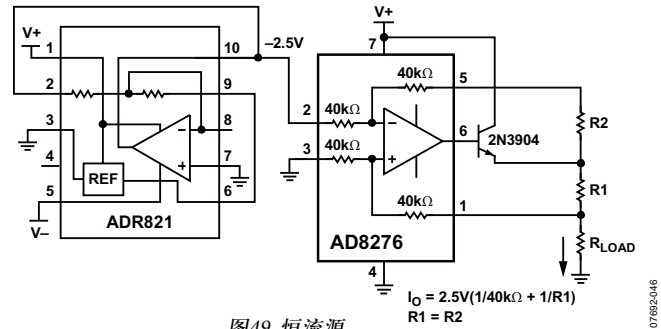 V+
1
10
−2.5V
2
9
3
8
4
7
5
6
REF
V–
ADR821
V+
7
5
2
40kΩ
40kΩ
3
40kΩ
6
2N3904
40kΩ
1
AD8276
4
R2
R1
RLOAD
IO = 2.5V(1/40kΩ + 1/R1)
R1 = R2
07692-046
图49. 恒流源